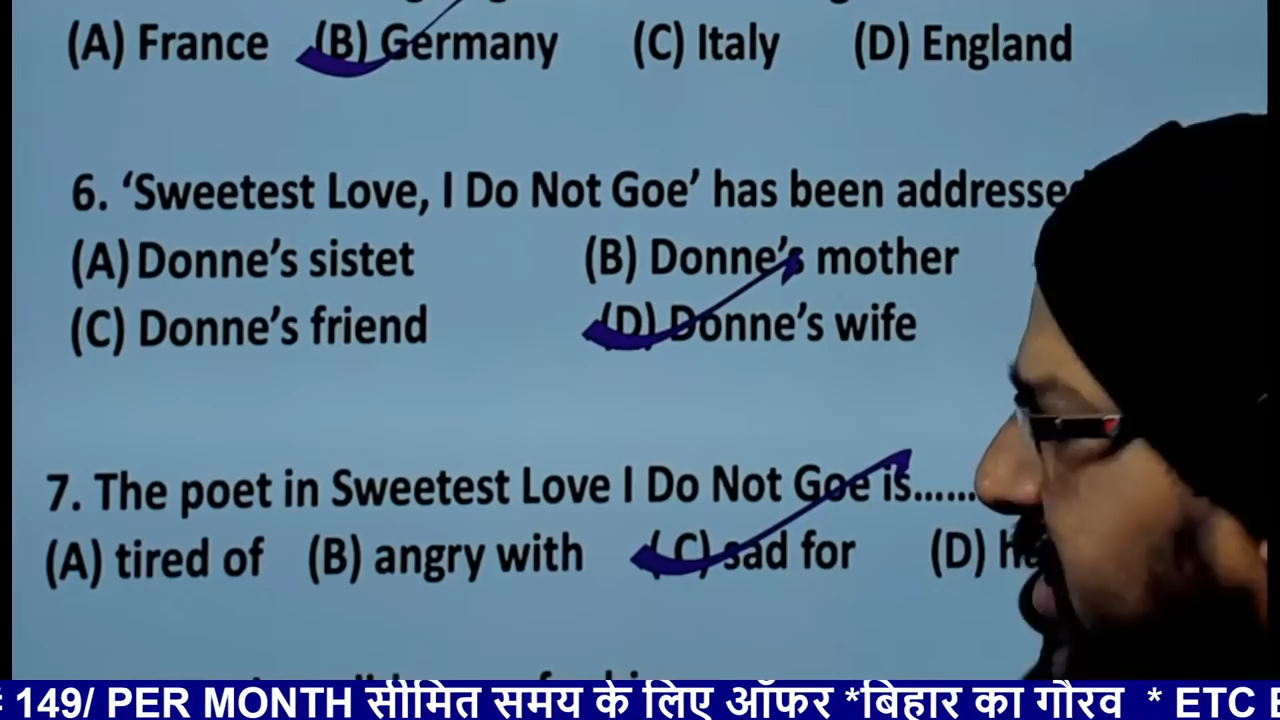 (A) France (B) Germany (C) Italy (D) England
6. ‘Sweetest Love, I Do Not Goe’ has been addressed
(A) Donne’s sistet (B) Donne’s mother
(C) Donne’s friend (D) Donne’s wife
7. The poet in Sweetest Love I Do Not Goe is......
(A) tired of (B) angry with (C) sad for (D)
149/ PER MONTH सीमित समय के लिए ऑफर *बिहार का गौरव * ETC